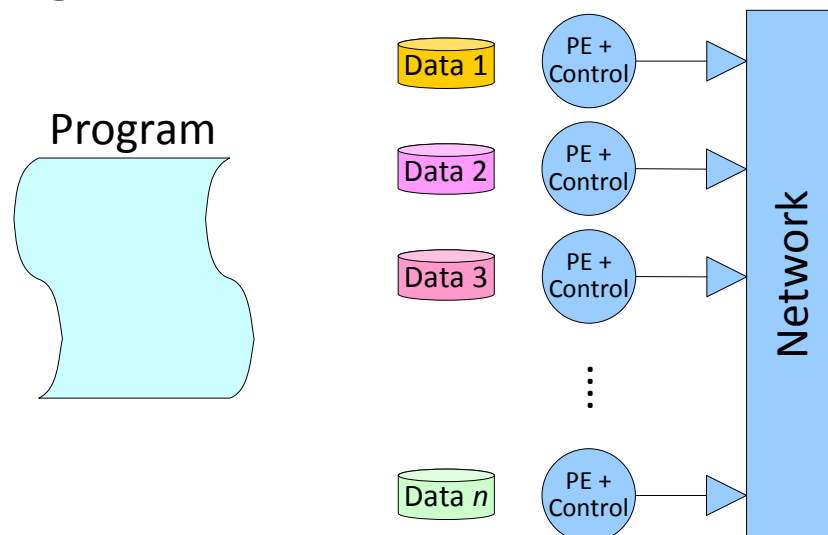 Program
Data 1
PE +
Control
Data 2
PE +
Control
Data 3
PE +
Control
Data n
PE +
Control
Network